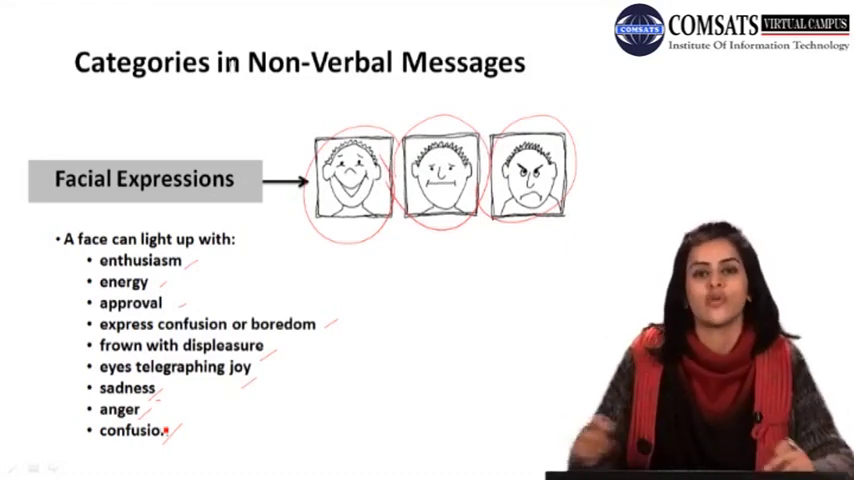 COMSATS
COMSATS VIRTUAL CAMPUS
Institute Of Information Technology
Categories in Non-Verbal Messages
Facial Expressions
• A face can light up with:
• enthusiasm
• energy
• approval
• express confusion or boredom
• frown with displeasure
• eyes telegraphing joy
• sadness
• anger
• confusio.